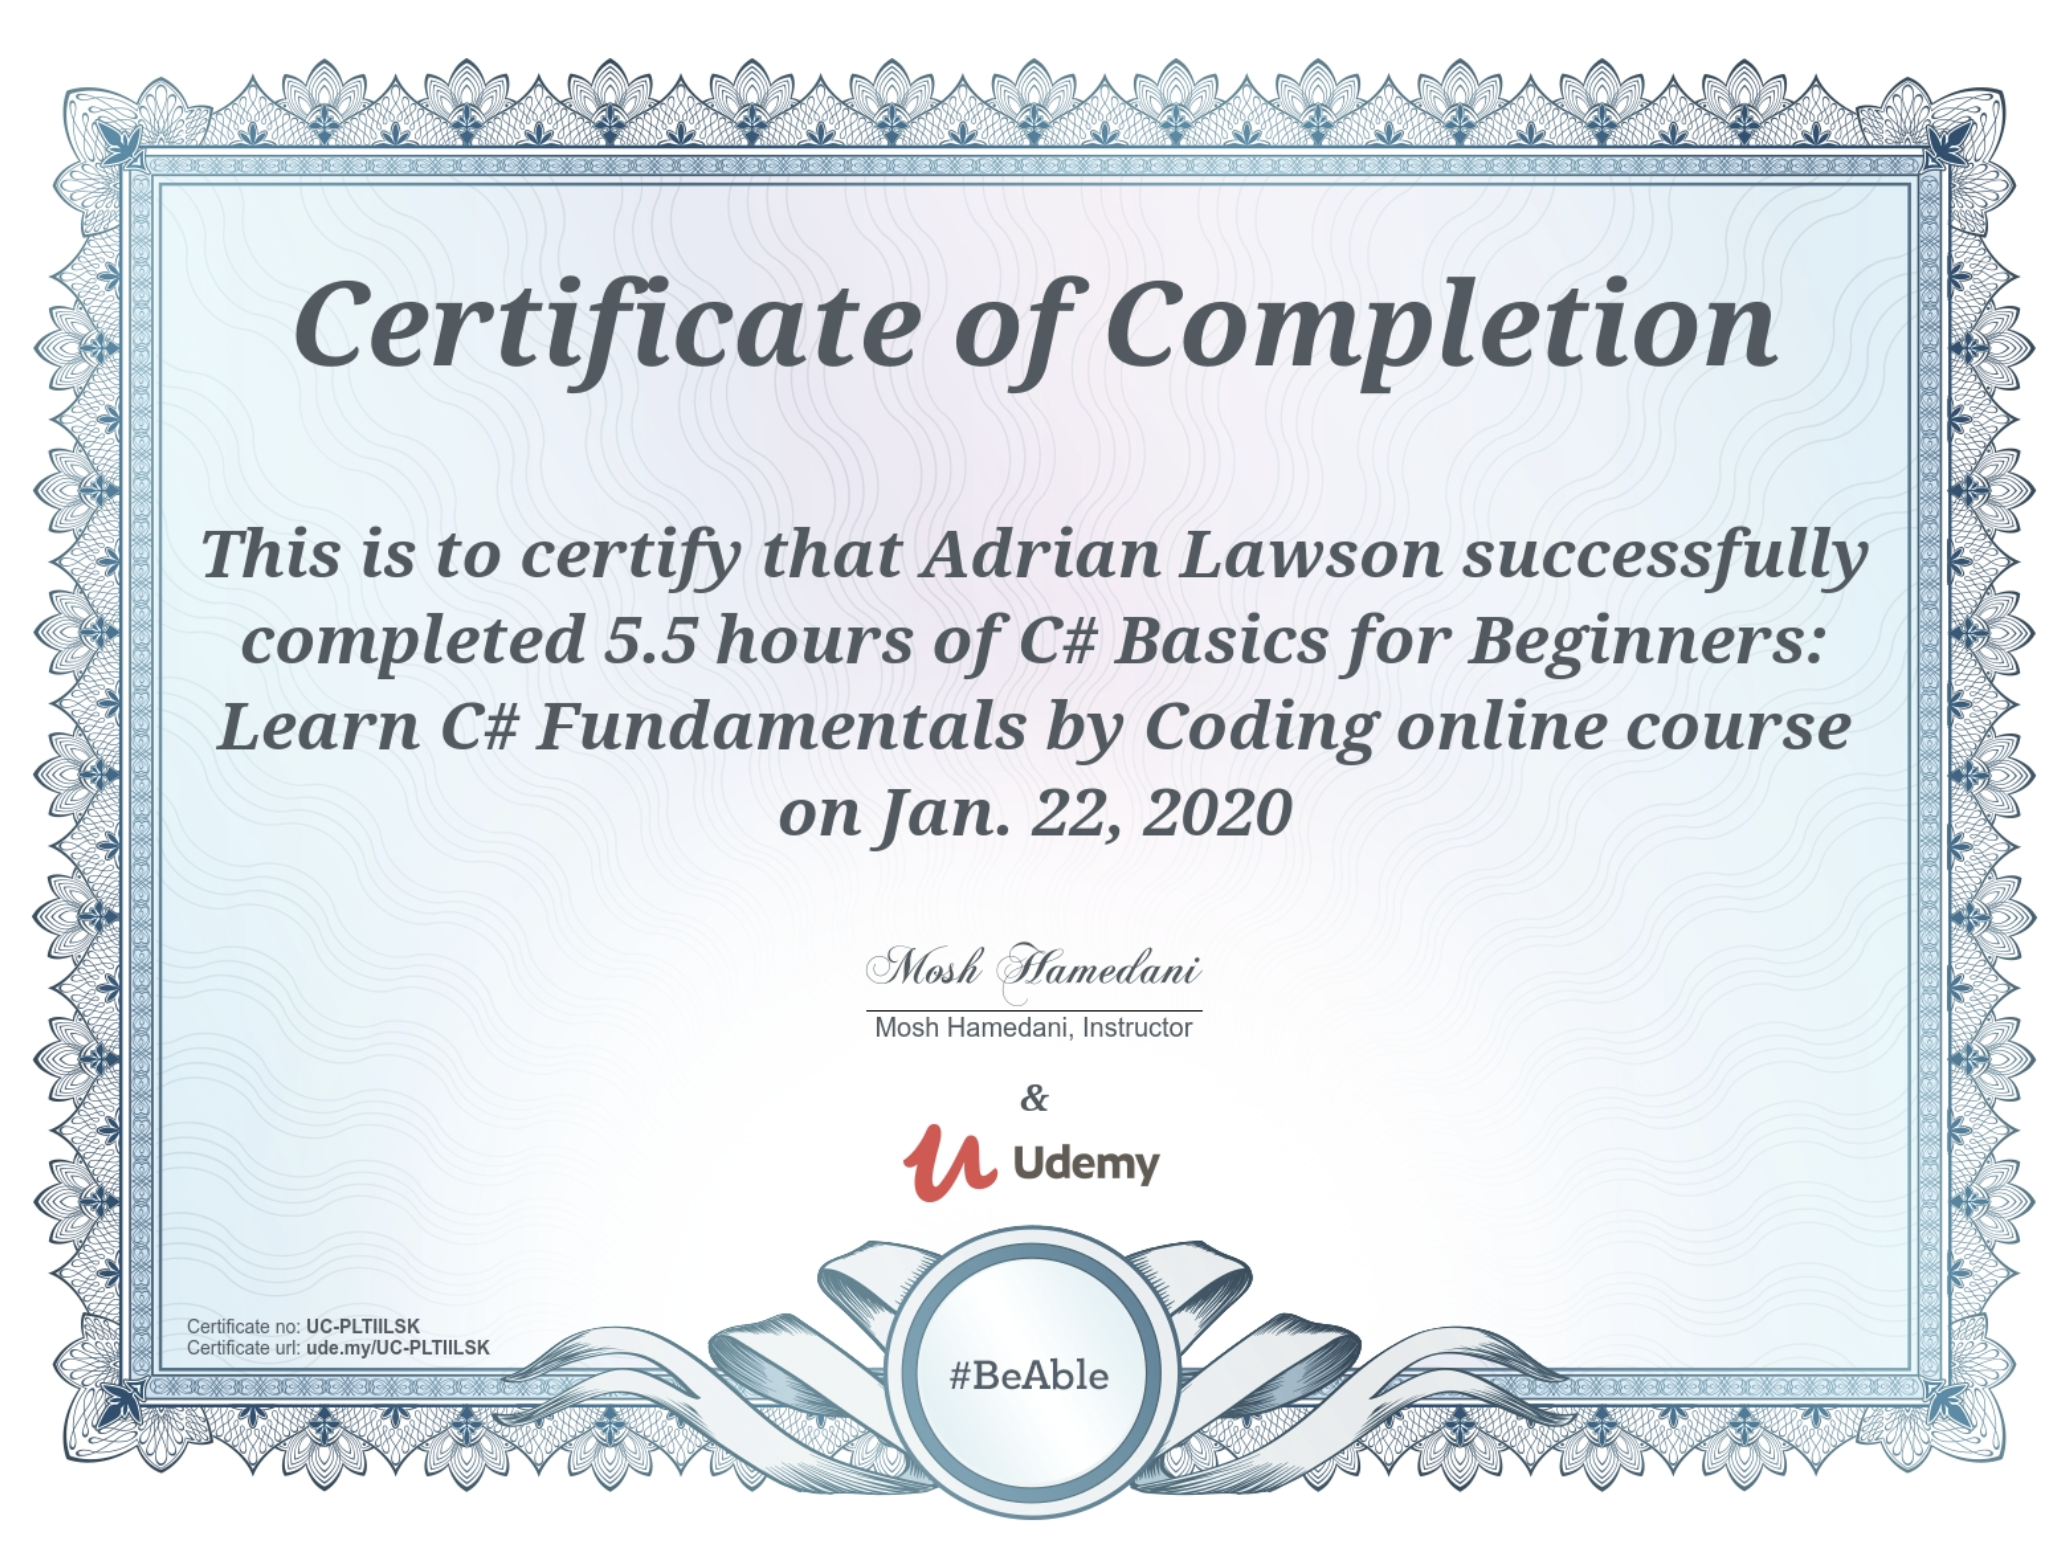 Certificate of Completion
This is to certify that Adrian Lawson successfully
completed 5.5 hours of C# Basics for Beginners:
Learn C# Fundamentals by Coding online course
on Jan. 22, 2020
Mosh Hamedani
Mosh Hamedani, Instructor
&
Udemy
Certificate no: UC-PLTIILSK
Certificate url: ude.my/UC-PLTIILSK
#BeAble